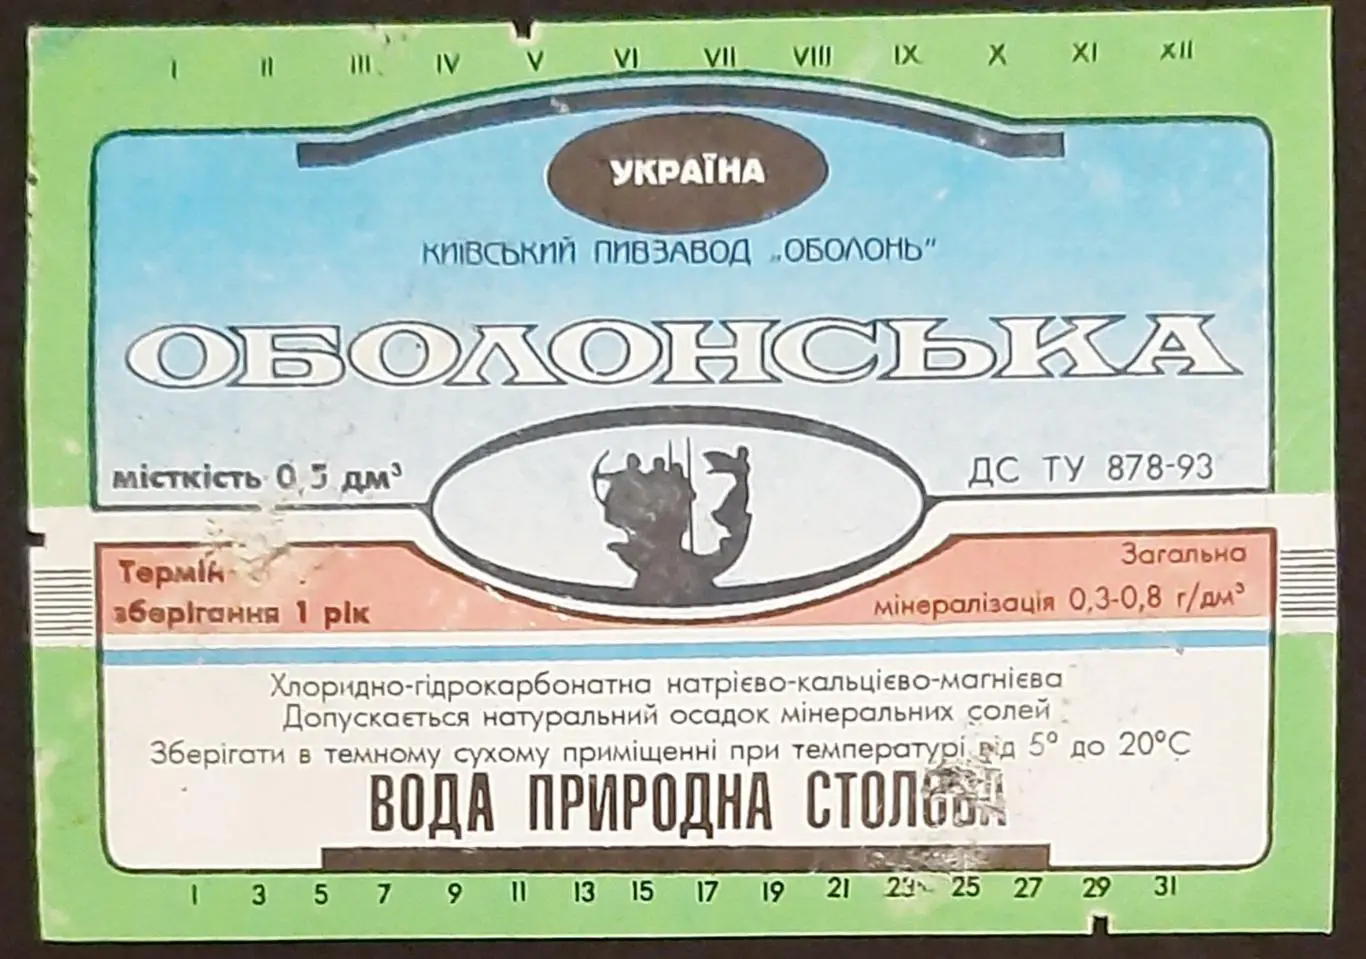 I II III IV V VI VII VIII IX X XI XII
УКРАЇНА
КИЇВСЬКИЙ ПИВЗАВОД „ОБОЛОНЬ"
ОБОЛОНСЬКА
місткість 0,5 дм³
ДС ТУ 878-93
Термін
зберігання 1 рік
Загальна
мінералізація 0,3-0,8 г/дм³
Хлоридно-гідрокарбонатна натрієво-кальцієво-магнієва
Допускається натуральний осадок мінеральних солей
Зберігати в темному сухому приміщенні при температурі від 5° до 20°С
ВОДА ПРИРОДНА СТОЛОВА
1 3 5 7 9 11 13 15 17 19 21 23 25 27 29 31